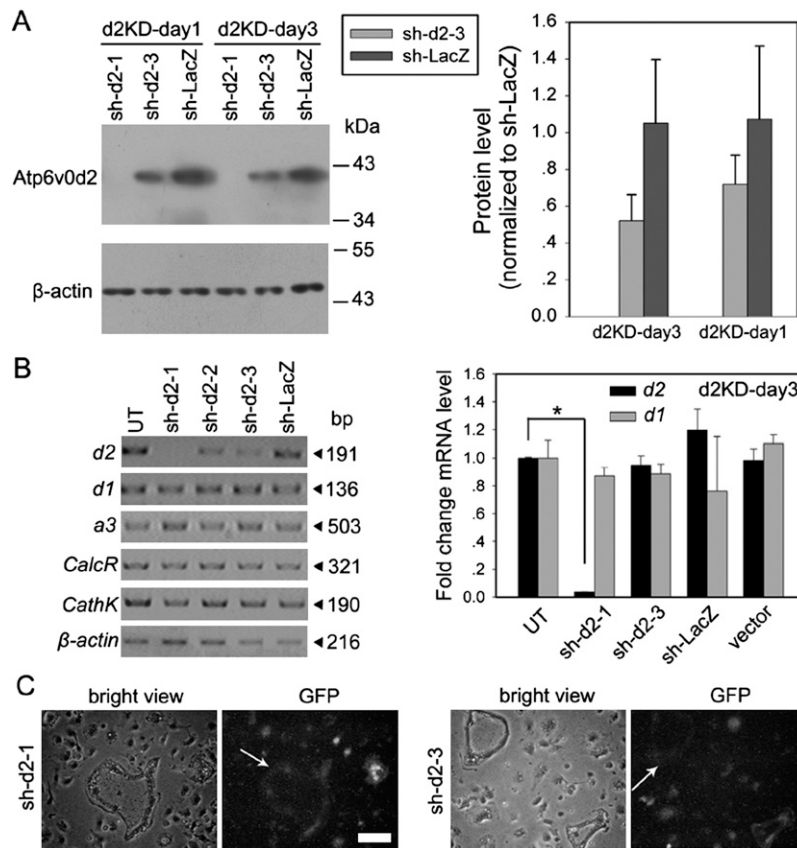 A
d2KD-day1 d2KD-day3
sh-d2-1 sh-d2-3 sh-LacZ sh-d2-1 sh-d2-3 sh-LacZ
kDa
Atp6v0d2
43
34
55
β-actin
43
sh-d2-3
sh-LacZ
Protein level
(normalized to sh-LacZ)
1.6
1.4
1.2
1.0
.8
.6
.4
.2
0.0
d2KD-day3 d2KD-day1
B
UT sh-d2-1 sh-d2-2 sh-d2-3 sh-LacZ
bp
d2 191
d1 136
a3 503
CalcR 321
CathK 190
β-actin 216
Fold change mRNA level
1.6
1.4
1.2
1.0
.8
.6
.4
.2
0.0
*
d2
d1
d2KD-day3
UT sh-d2-1 sh-d2-3 sh-LacZ vector
C
bright view GFP
sh-d2-1
bright view GFP
sh-d2-3